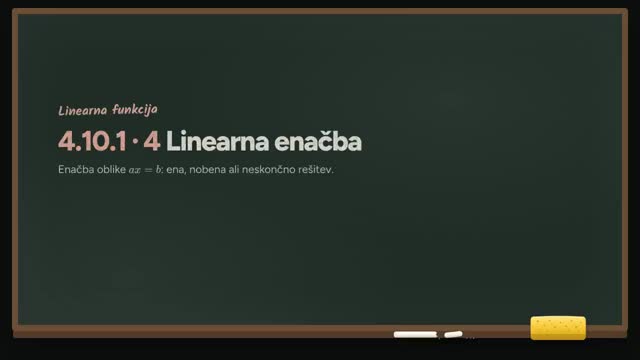 Linearna funkcija
4.10.1 · 4 Linearna enačba
Enačba oblike ax = b: ena, nobena ali neskončno rešitev.